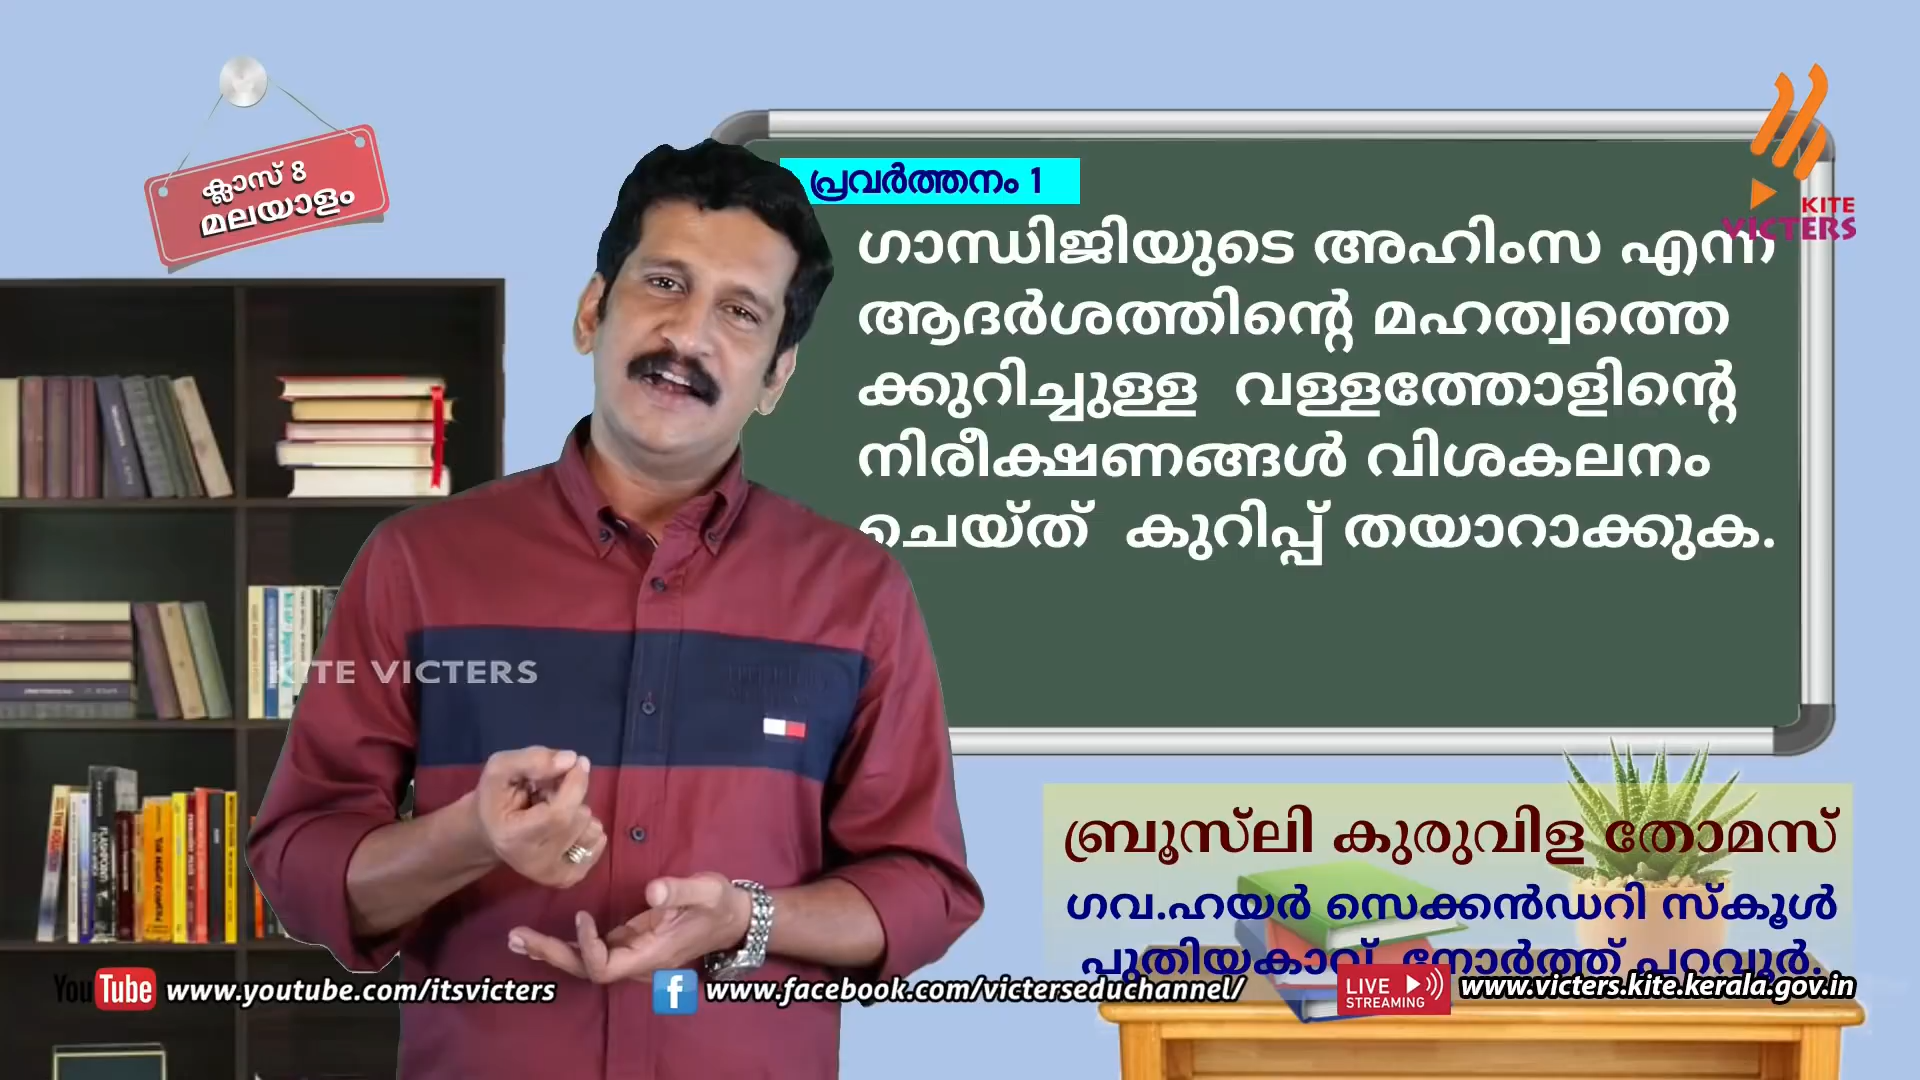 ക്ലാസ് 8
മലയാളം
KITE
VICTERS
പ്രവർത്തനം 1
ഗാന്ധിജിയുടെ അഹിംസ എന്ന
ആദർശത്തിന്റെ മഹത്വത്തെ
ക്കുറിച്ചുള്ള വള്ളത്തോളിന്റെ
നിരീക്ഷണങ്ങൾ വിശകലനം
ചെയ്ത് കുറിപ്പ് തയാറാക്കുക.
KITE VICTERS
ബ്രൂസ്‌ലി കുരുവിള തോമസ്
ഗവ.ഹയർ സെക്കൻഡറി സ്കൂൾ
പുതിയകാവ്, നോർത്ത് പറവൂർ.
YouTube www.youtube.com/itsvicters
f www.facebook.com/victerseduchannel/
LIVE STREAMING www.victers.kite.kerala.gov.in